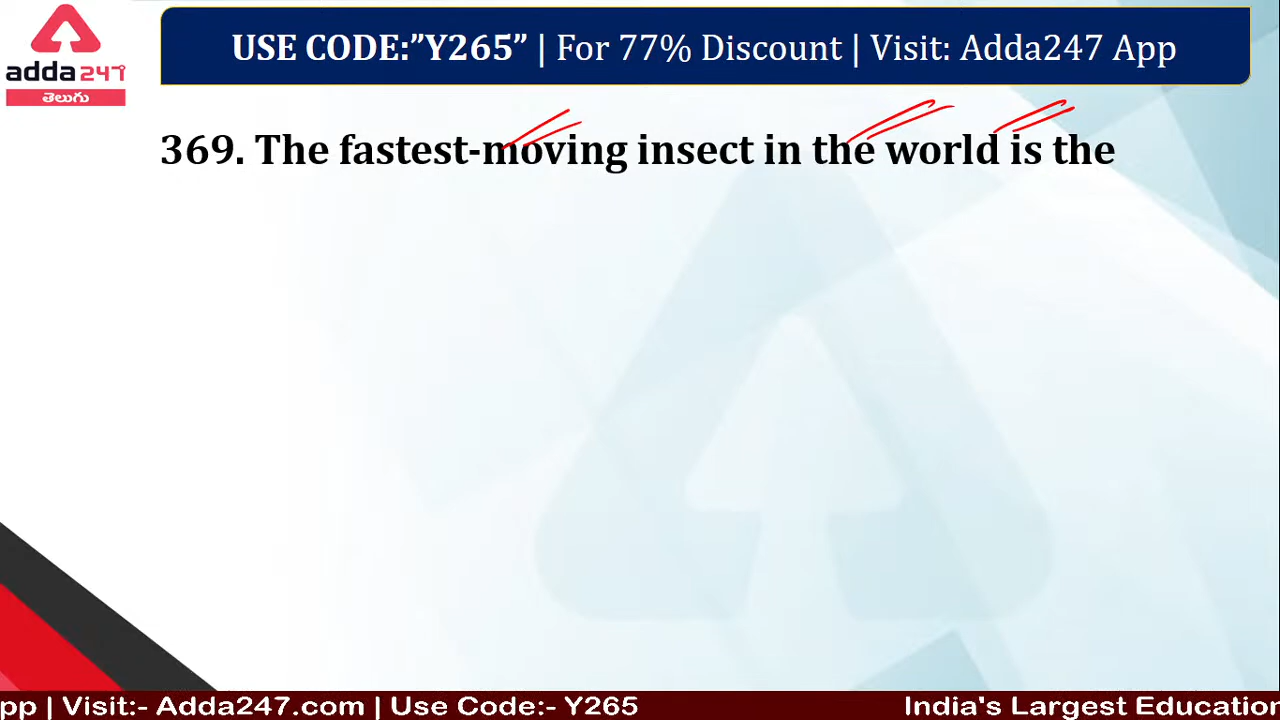 adda247
తెలుగు
USE CODE:”Y265” | For 77% Discount | Visit: Adda247 App
369. The fastest-moving insect in the world is the
pp | Visit:- Adda247.com | Use Code:- Y265
India's Largest Education